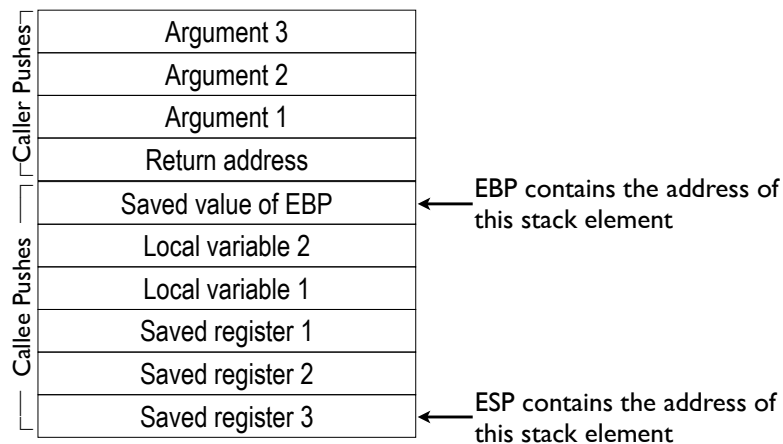 Caller Pushes
Argument 3
Argument 2
Argument 1
Return address
Callee Pushes
Saved value of EBP
Local variable 2
Local variable 1
Saved register 1
Saved register 2
Saved register 3
EBP contains the address of
this stack element
ESP contains the address of
this stack element